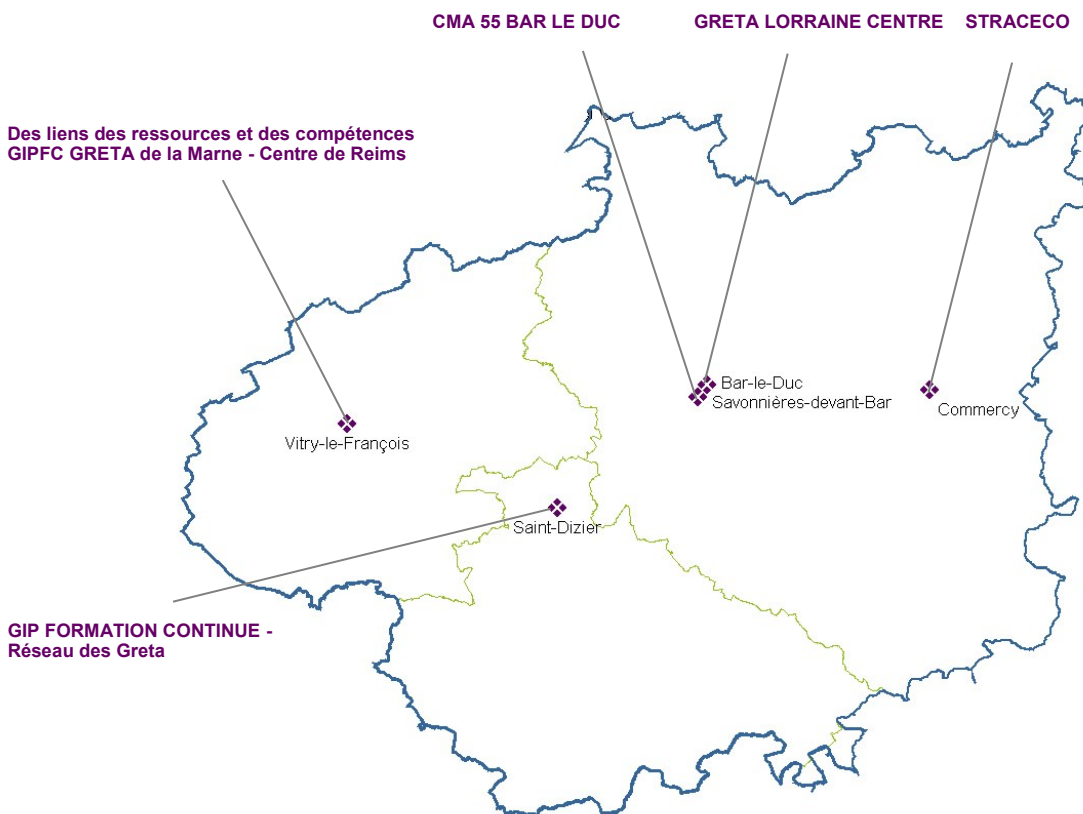 CMA 55 BAR LE DUC
GRETA LORRAINE CENTRE
STRACECO
Des liens des ressources et des compétences
GIPFC GRETA de la Marne - Centre de Reims
Bar-le-Duc
Savonnières-devant-Bar
Commercy
Vitry-le-François
Saint-Dizier
GIP FORMATION CONTINUE -
Réseau des Greta